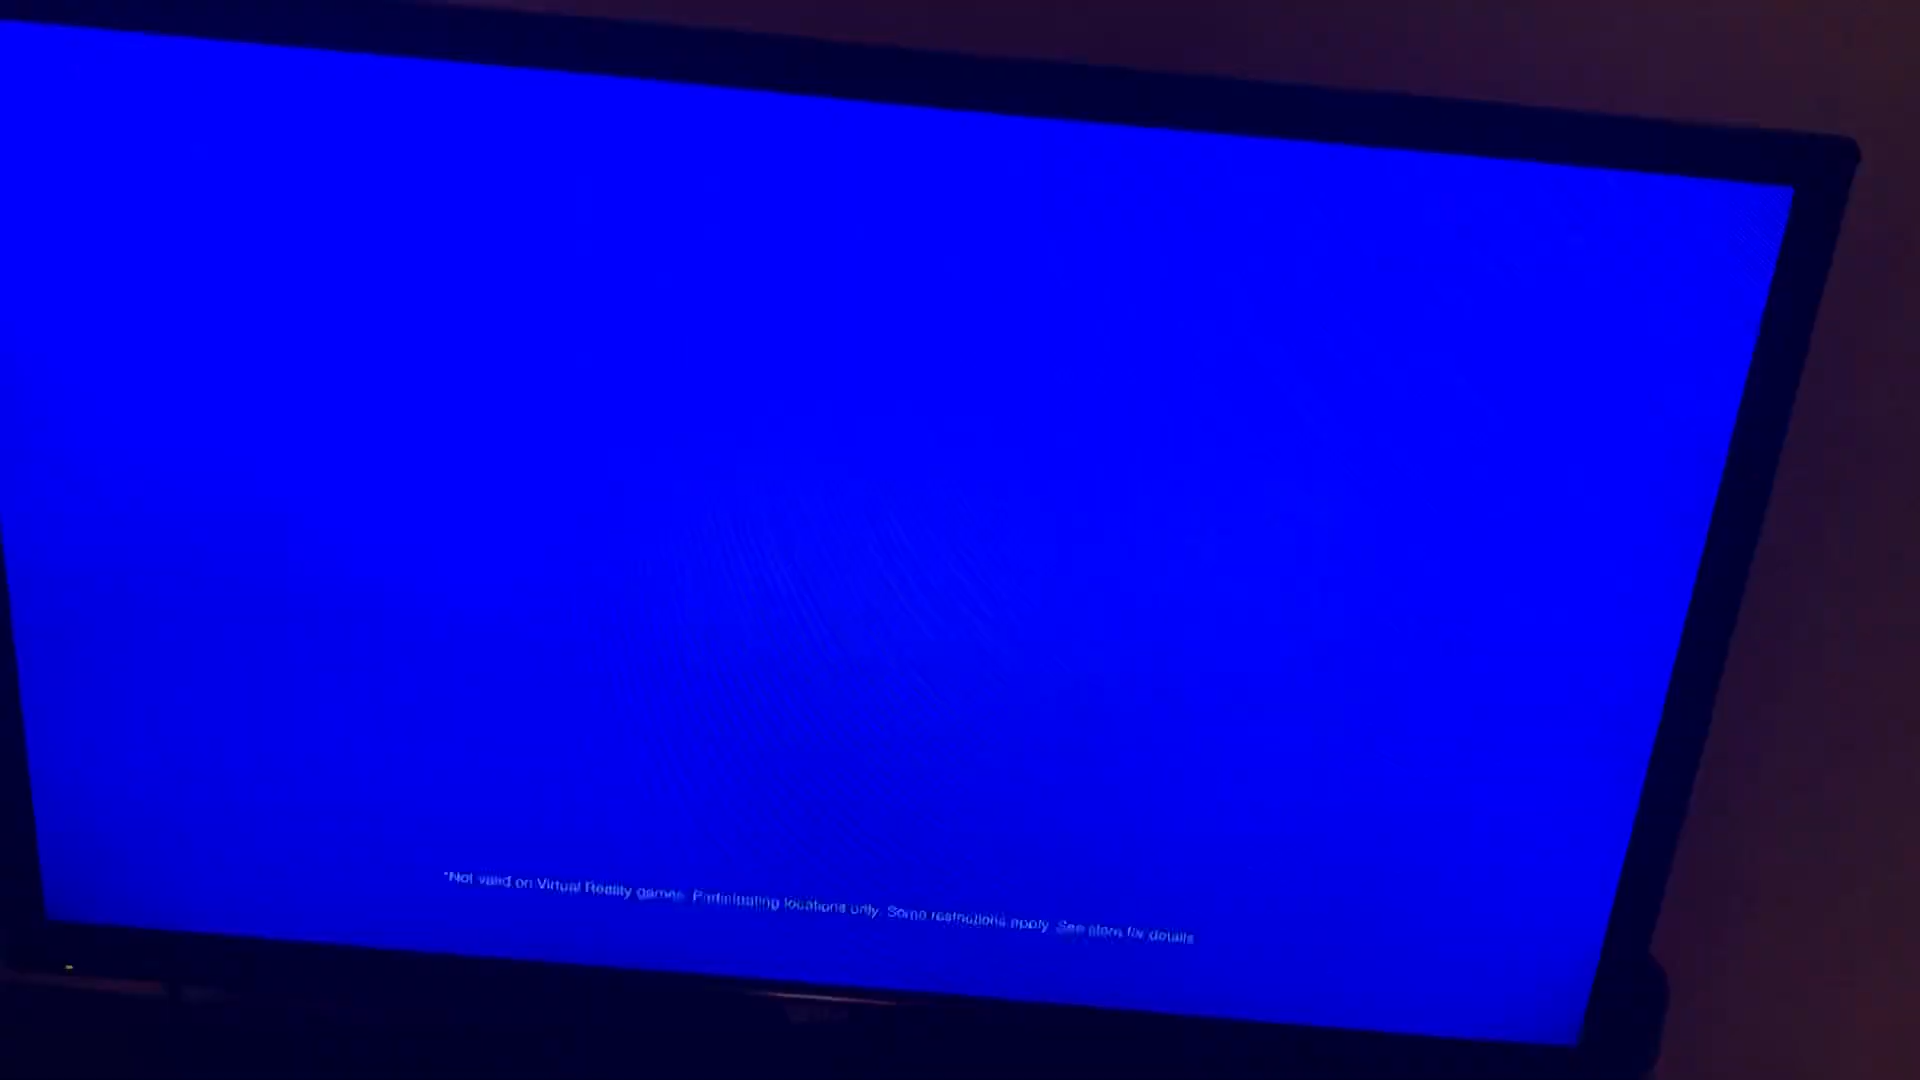 *Not valid on Virtual Reality games. Participating locations only. Some restrictions apply. See store for details